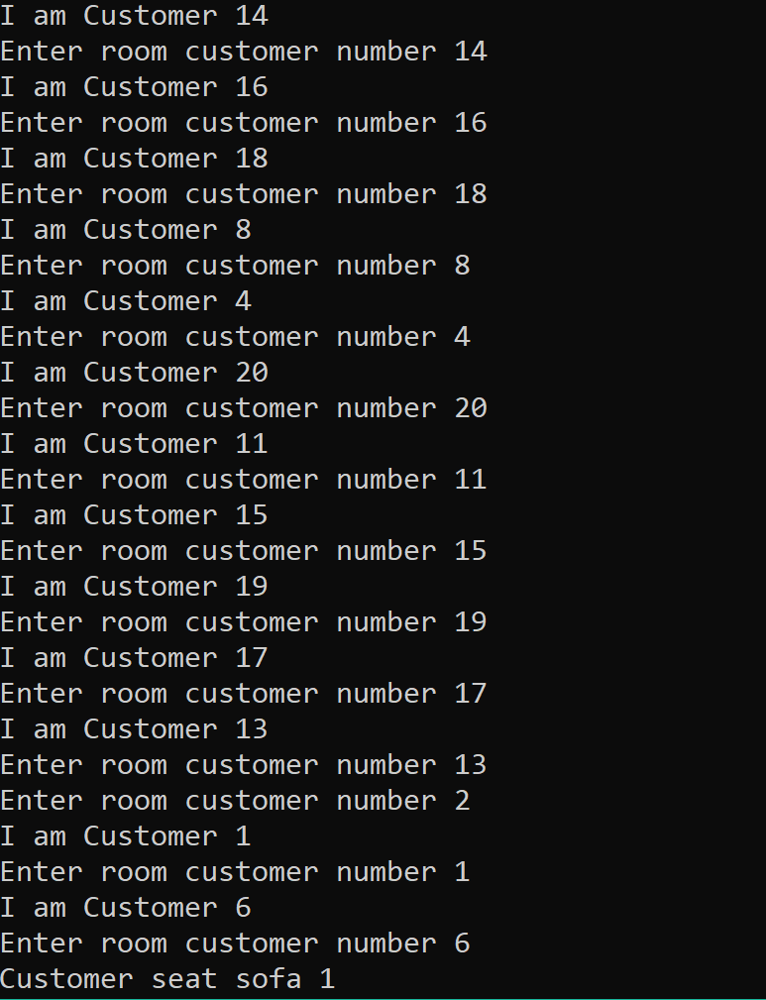 I am Customer 14
Enter room customer number 14
I am Customer 16
Enter room customer number 16
I am Customer 18
Enter room customer number 18
I am Customer 8
Enter room customer number 8
I am Customer 4
Enter room customer number 4
I am Customer 20
Enter room customer number 20
I am Customer 11
Enter room customer number 11
I am Customer 15
Enter room customer number 15
I am Customer 19
Enter room customer number 19
I am Customer 17
Enter room customer number 17
I am Customer 13
Enter room customer number 13
Enter room customer number 2
I am Customer 1
Enter room customer number 1
I am Customer 6
Enter room customer number 6
Customer seat sofa 1